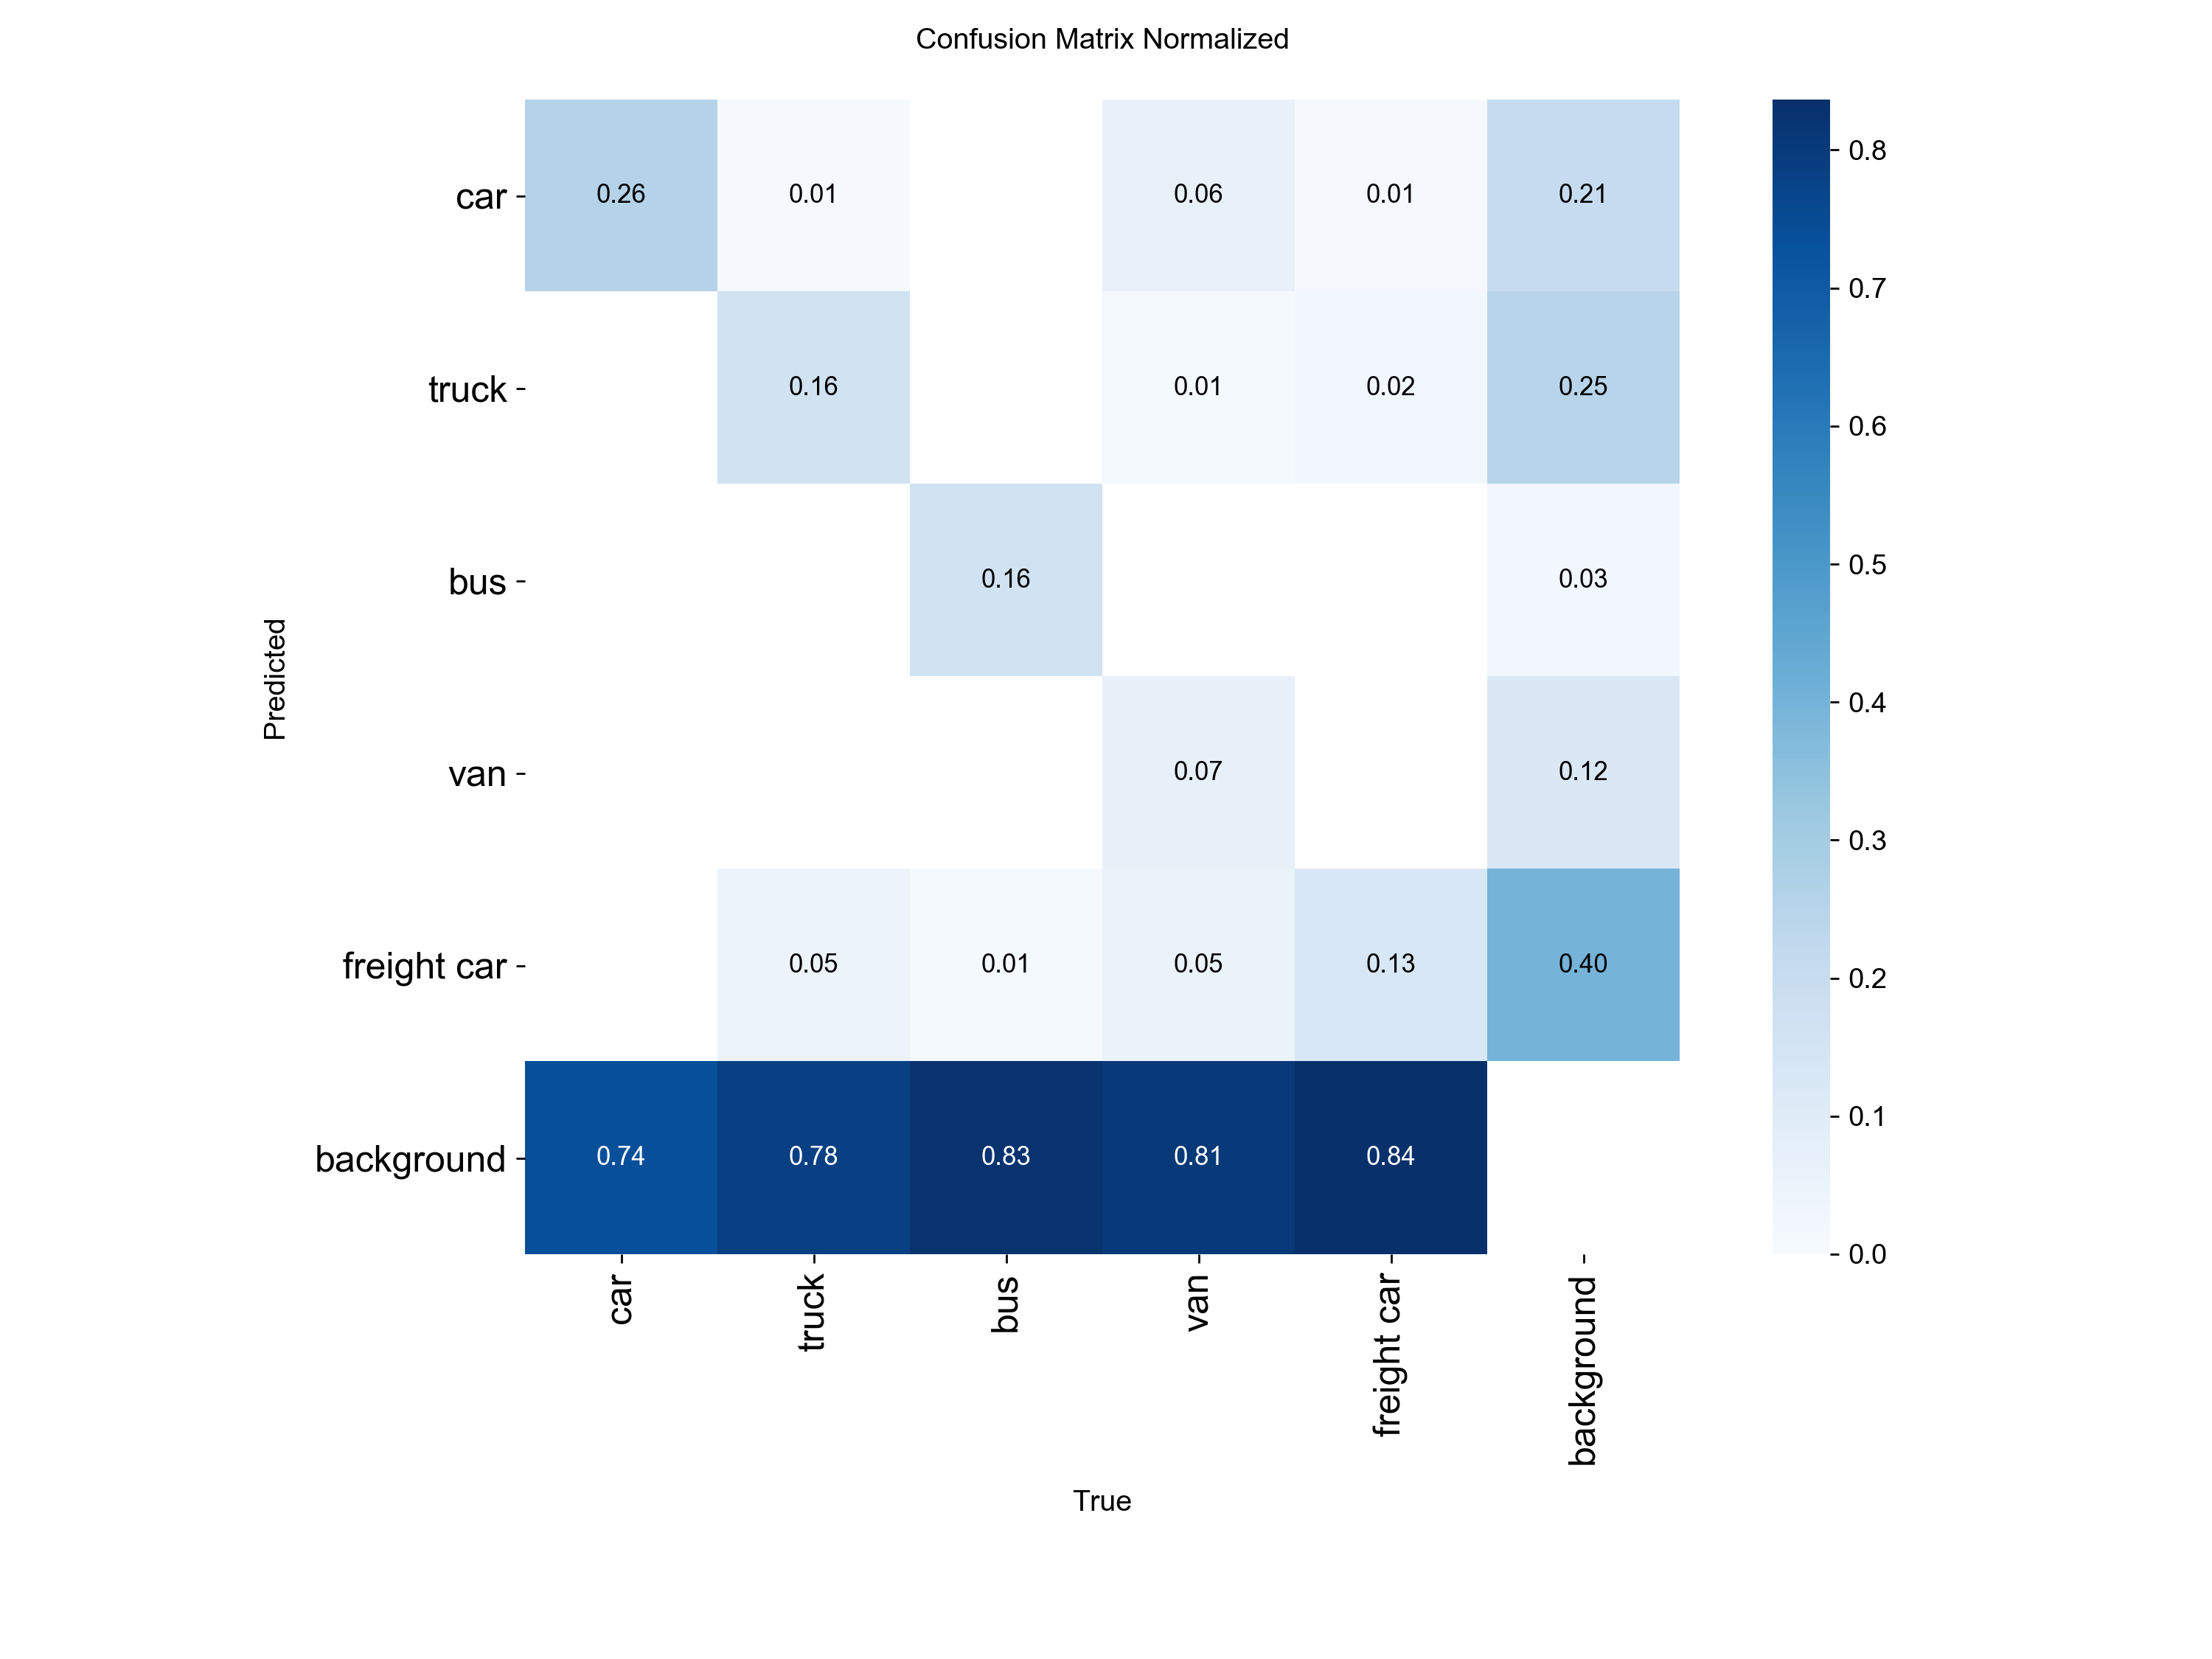 Confusion Matrix Normalized
car 0.26 0.01 0.06 0.01 0.21
truck 0.16 0.01 0.02 0.25
bus 0.16 0.03
van 0.07 0.12
freight car 0.05 0.01 0.05 0.13 0.40
background 0.74 0.78 0.83 0.81 0.84
Predicted
car truck bus van freight car background
True
0.8
0.7
0.6
0.5
0.4
0.3
0.2
0.1
0.0